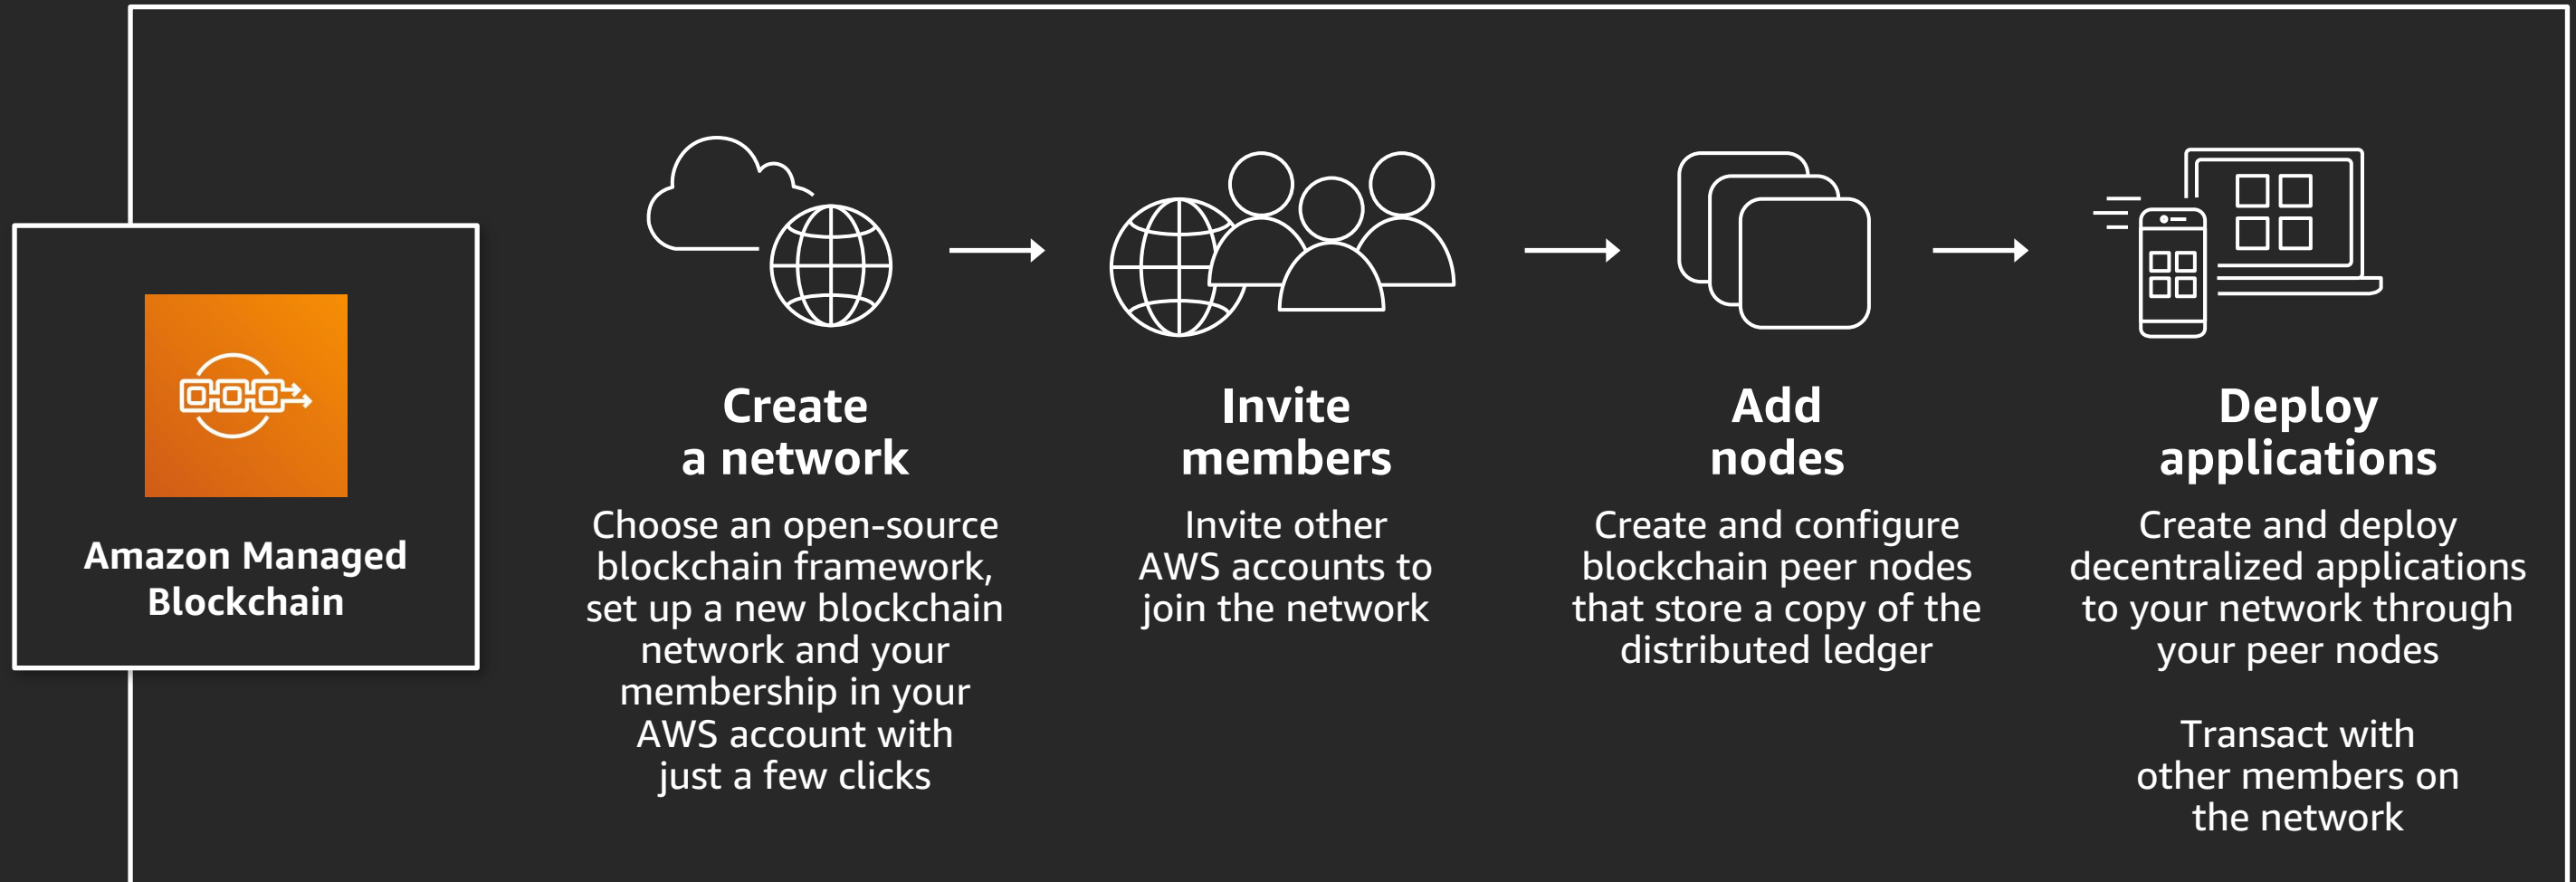 Amazon Managed
Blockchain
Create
a network
Choose an open-source
blockchain framework,
set up a new blockchain
network and your
membership in your
AWS account with
just a few clicks
Invite
members
Invite other
AWS accounts to
join the network
Add
nodes
Create and configure
blockchain peer nodes
that store a copy of the
distributed ledger
Deploy
applications
Create and deploy
decentralized applications
to your network through
your peer nodes
Transact with
other members on
the network